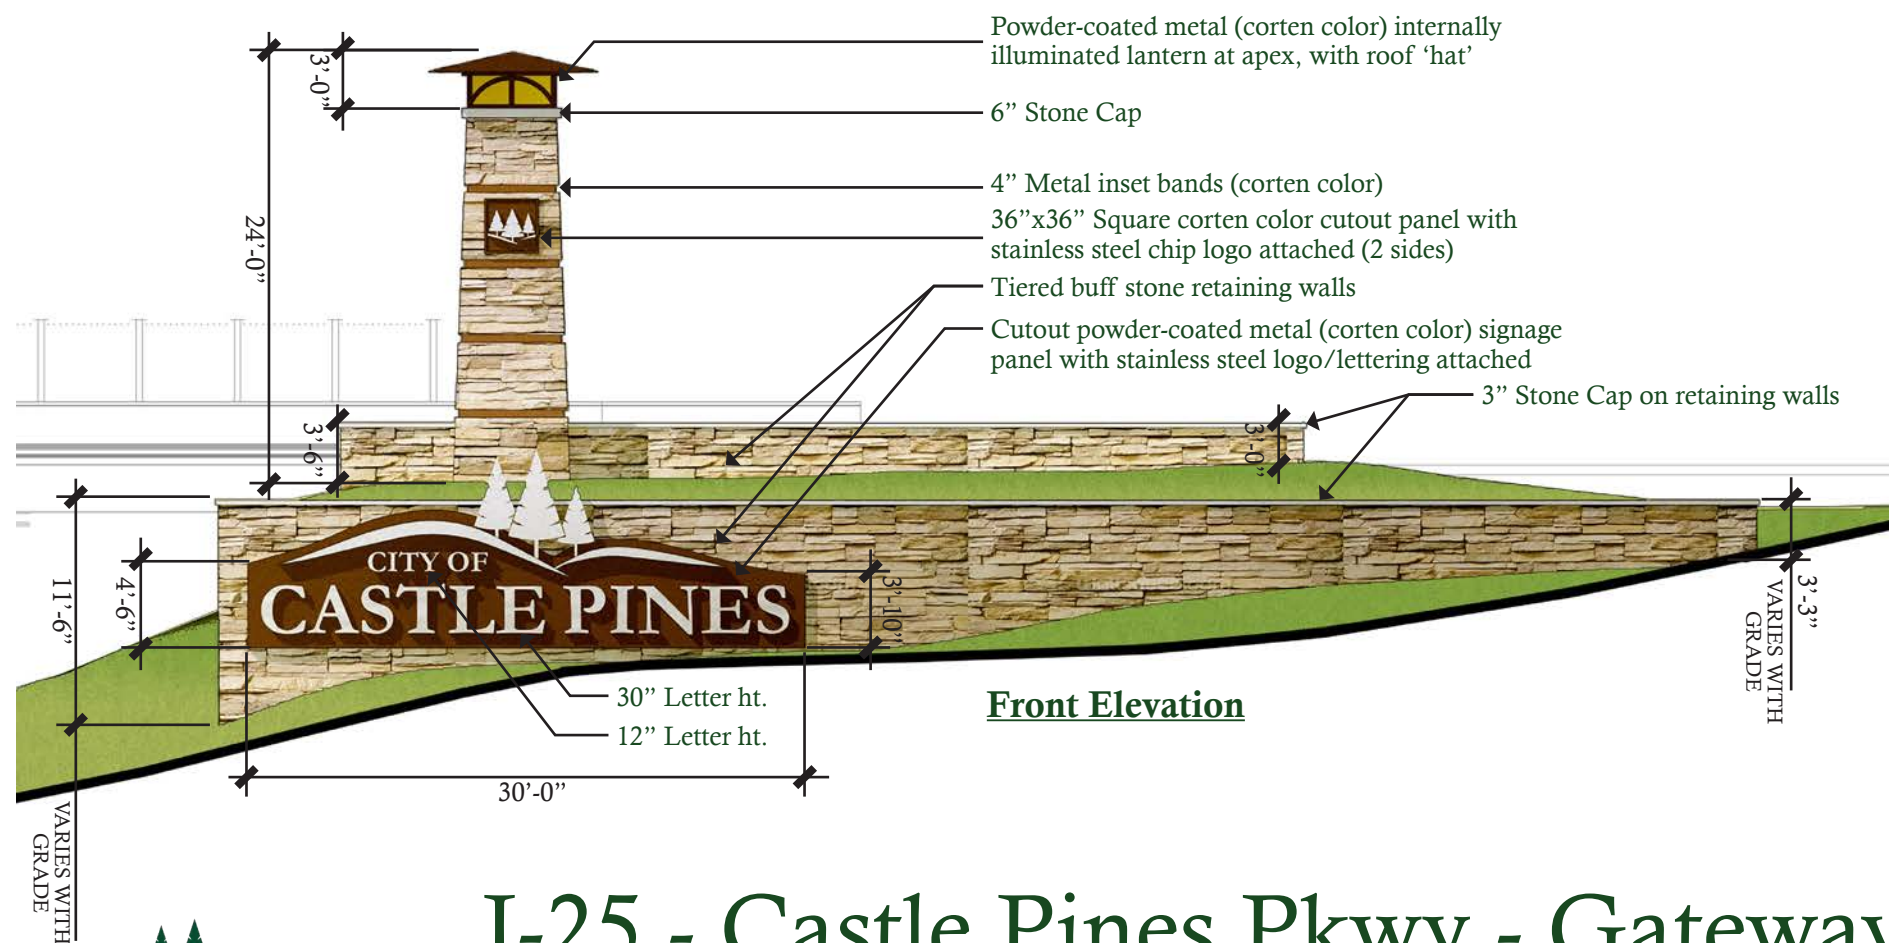 Powder-coated metal (corten color) internally
illuminated lantern at apex, with roof ‘hat’
3’-0”
6” Stone Cap
4” Metal inset bands (corten color)
36”x36” Square corten color cutout panel with
stainless steel chip logo attached (2 sides)
24’-0”
Tiered buff stone retaining walls
Cutout powder-coated metal (corten color) signage
panel with stainless steel logo/lettering attached
3” Stone Cap on retaining walls
3’-6”
3’-0”
CITY OF
CASTLE PINES
11’-6”
4’-6”
3’-10”
3’-3”
VARIES WITH
GRADE
30” Letter ht.
12” Letter ht.
Front Elevation
30’-0”
VARIES WITH
GRADE
I-25 - Castle Pines Pkwy - Gateway